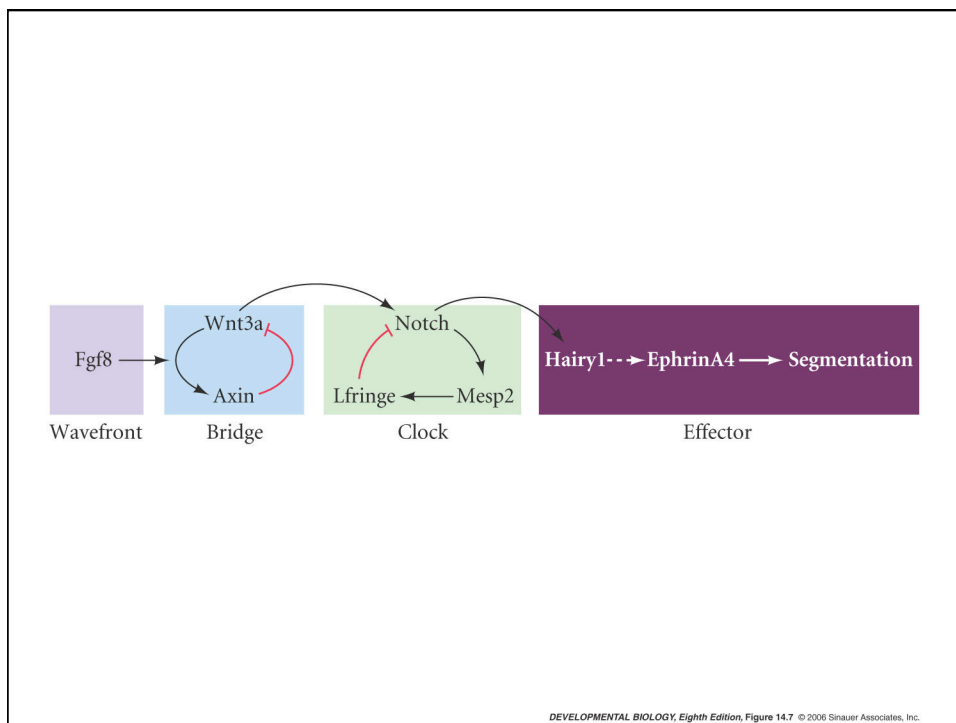 Wnt3a
Notch
Fgf8
Hairy1
EphrinA4
Segmentation
Axin
Lfringe
Mesp2
Wavefront
Bridge
Clock
Effector
DEVELOPMENTAL BIOLOGY, Eighth Edition, Figure 14.7 © 2006 Sinauer Associates, Inc.